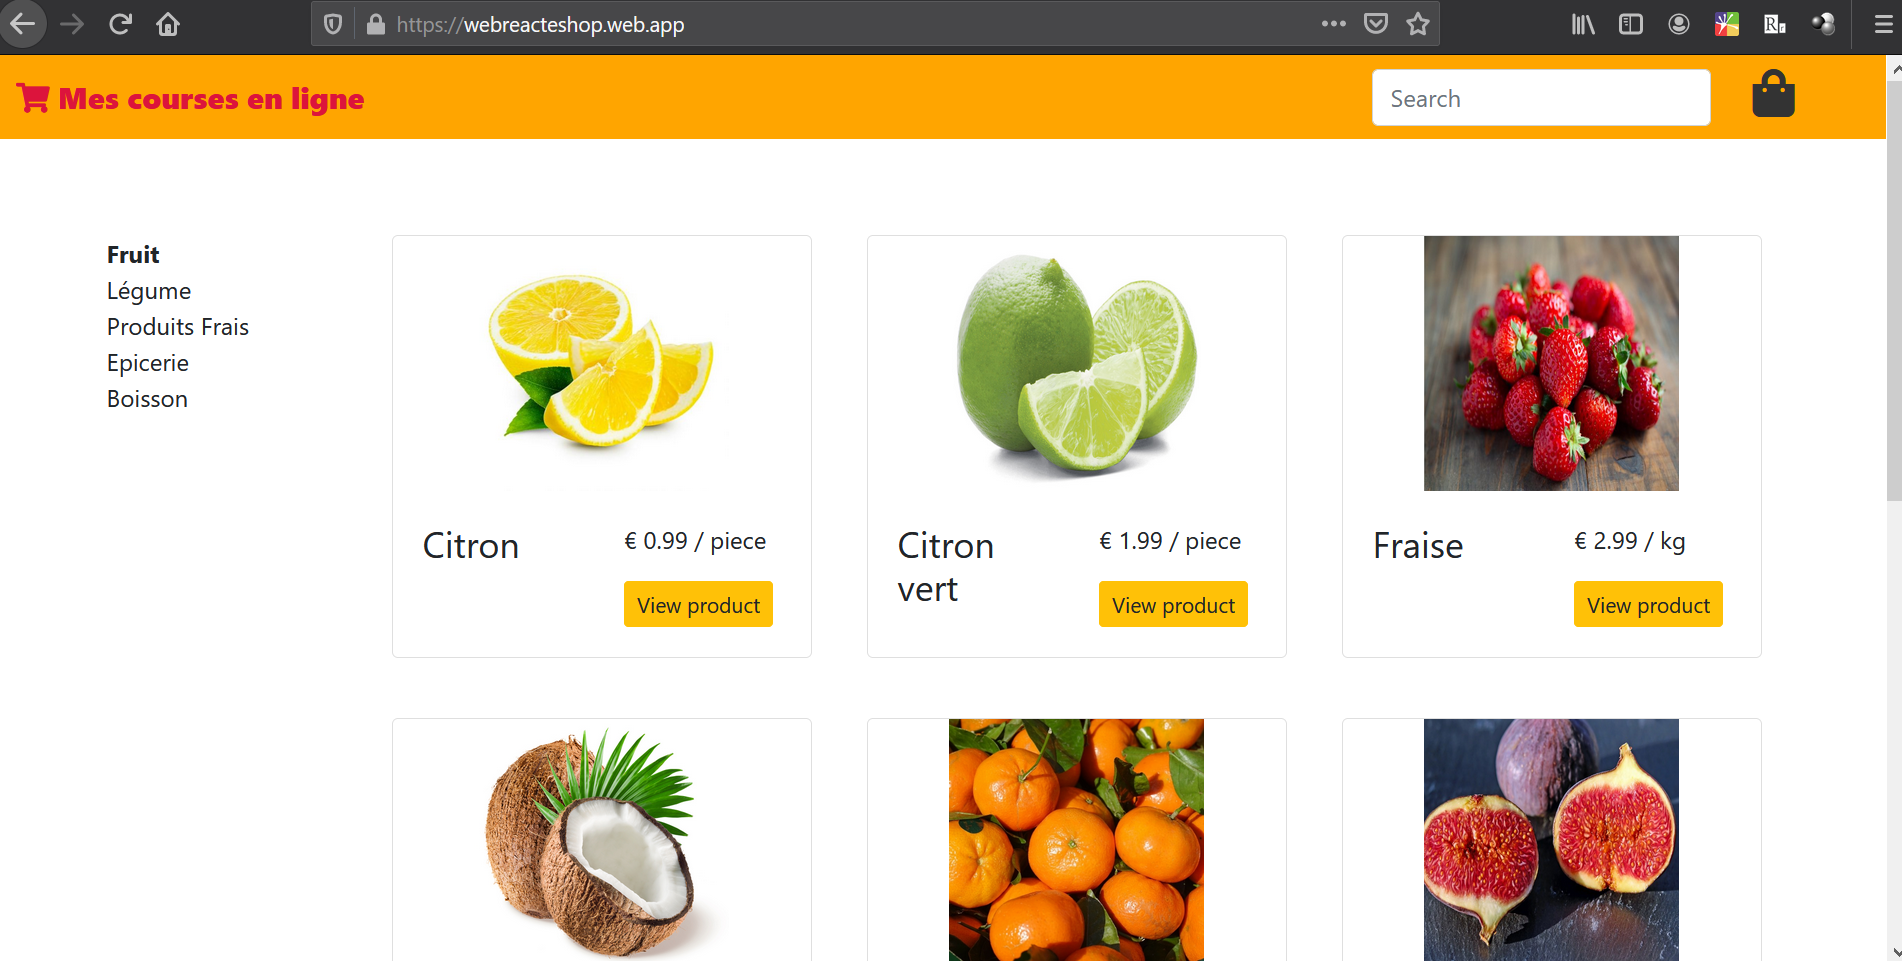 https://webreacteshop.web.app
Mes courses en ligne
Search
Fruit
Légume
Produits Frais
Epicerie
Boisson
Citron
€ 0.99 / piece
View product
Citron
vert
€ 1.99 / piece
View product
Fraise
€ 2.99 / kg
View product